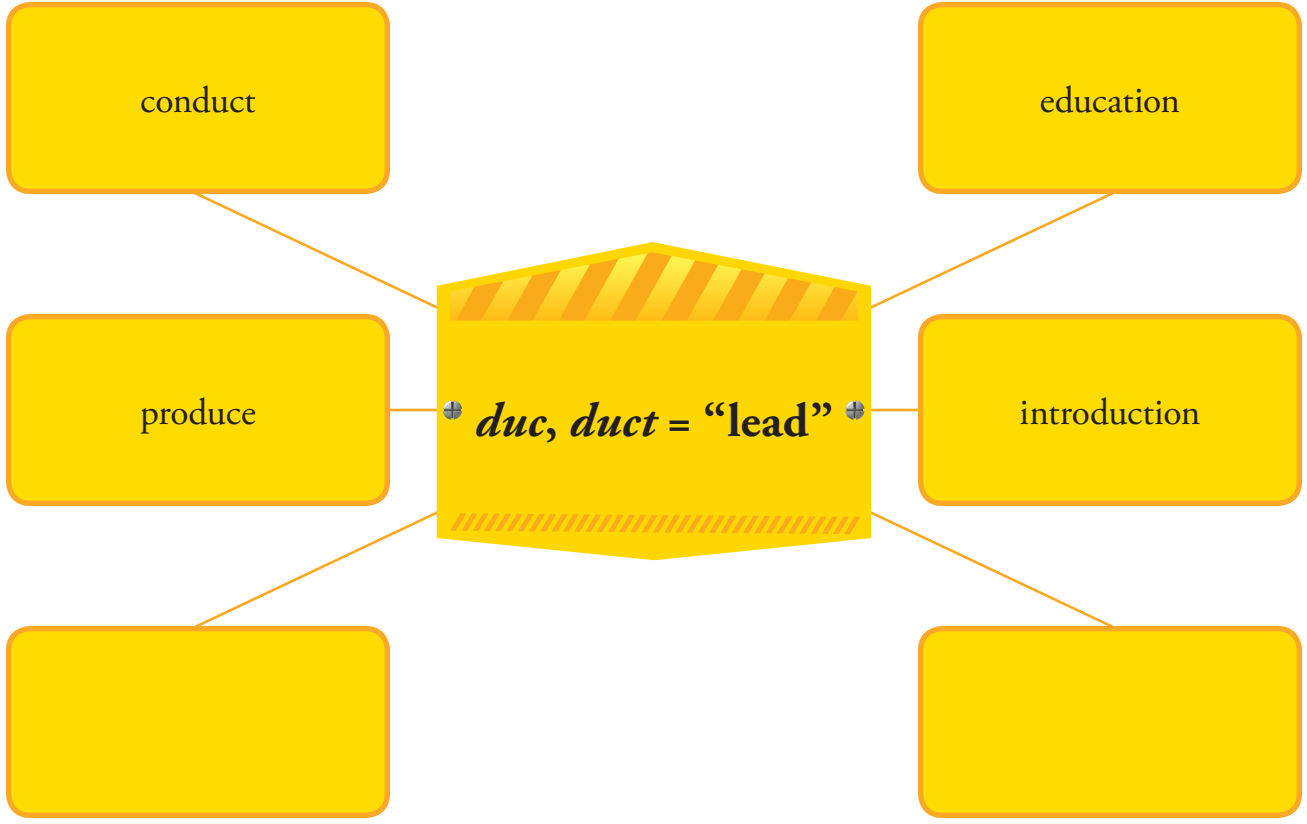 conduct
education
produce
duc, duct = “lead”
introduction